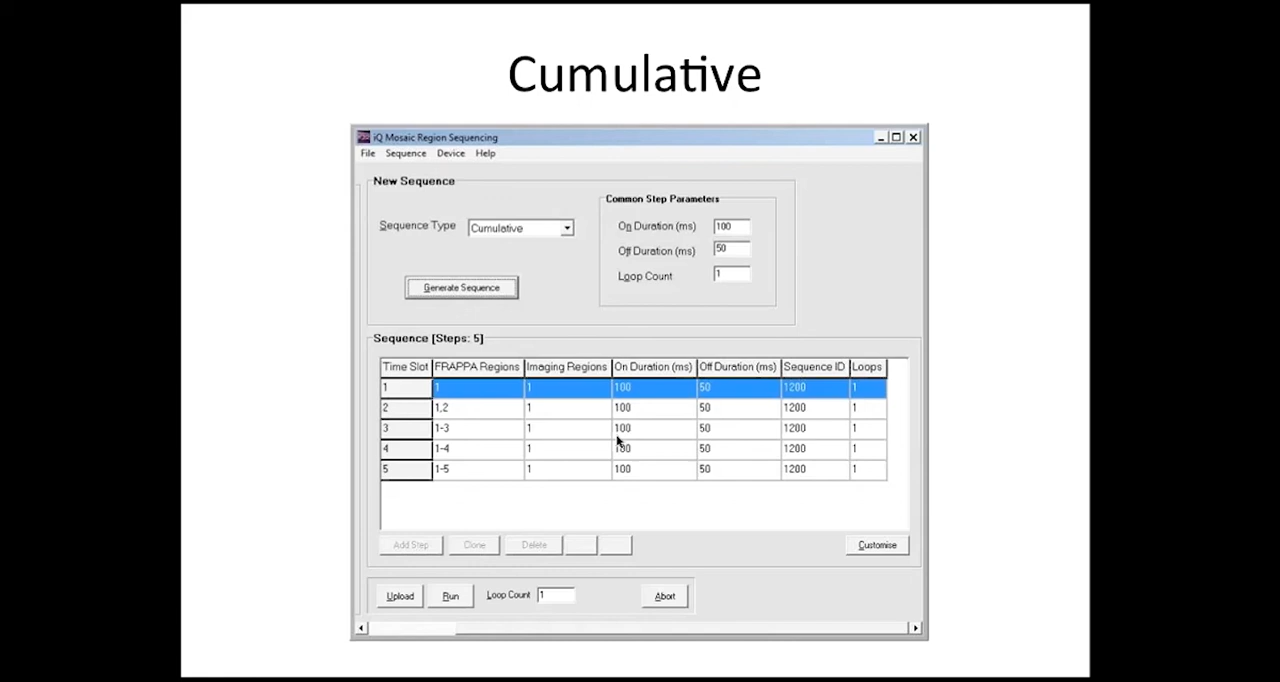 Cumulative
iQ Mosaic Region Sequencing
File Sequence Device Help
New Sequence
Common Step Parameters
Sequence Type Cumulative
On Duration (ms) 100
Off Duration (ms) 50
Loop Count 1
Generate Sequence
Sequence [Steps: 5]
Time Slot FRAPPA Regions Imaging Regions On Duration (ms) Off Duration (ms) Sequence ID Loops
1 1 1 100 50 1200 1
2 1,2 1 100 50 1200 1
3 1-3 1 100 50 1200 1
4 1-4 1 100 50 1200 1
5 1-5 1 100 50 1200 1
Add Step Clone Delete Customise
Upload Run Loop Count 1 Abort